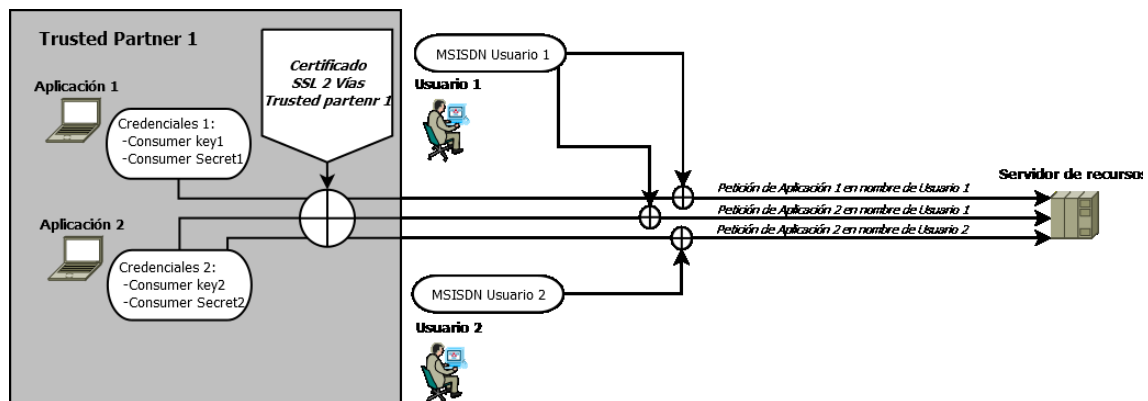 Trusted Partner 1
Certificado
SSL 2 Vías
Trusted partenr 1
Aplicación 1
Credenciales 1:
-Consumer key1
-Consumer Secret1
Aplicación 2
Credenciales 2:
-Consumer key2
-Consumer Secret2
MSISDN Usuario 1
Usuario 1
Servidor de recursos
Petición de Aplicación 1 en nombre de Usuario 1
Petición de Aplicación 2 en nombre de Usuario 1
Petición de Aplicación 2 en nombre de Usuario 2
MSISDN Usuario 2
Usuario 2